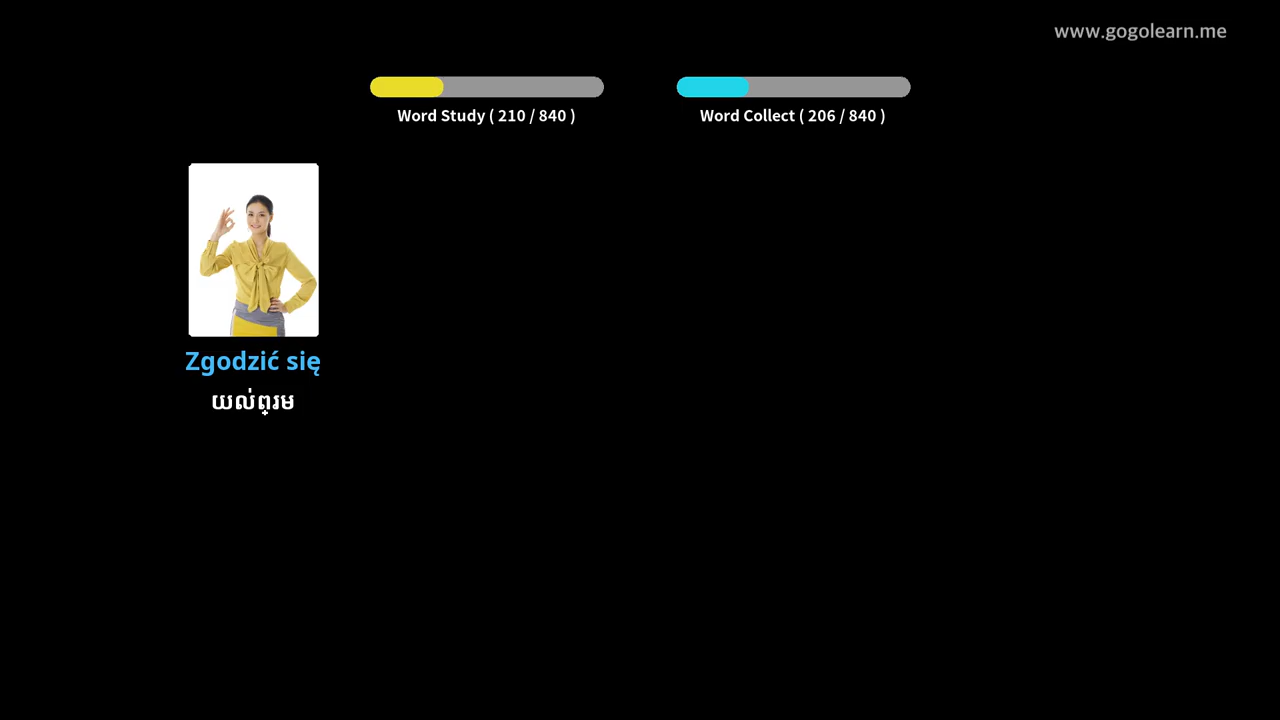 www.gogolearn.me
Word Study ( 210 / 840 )
Word Collect ( 206 / 840 )
Zgodzić się
យល់ព្រម